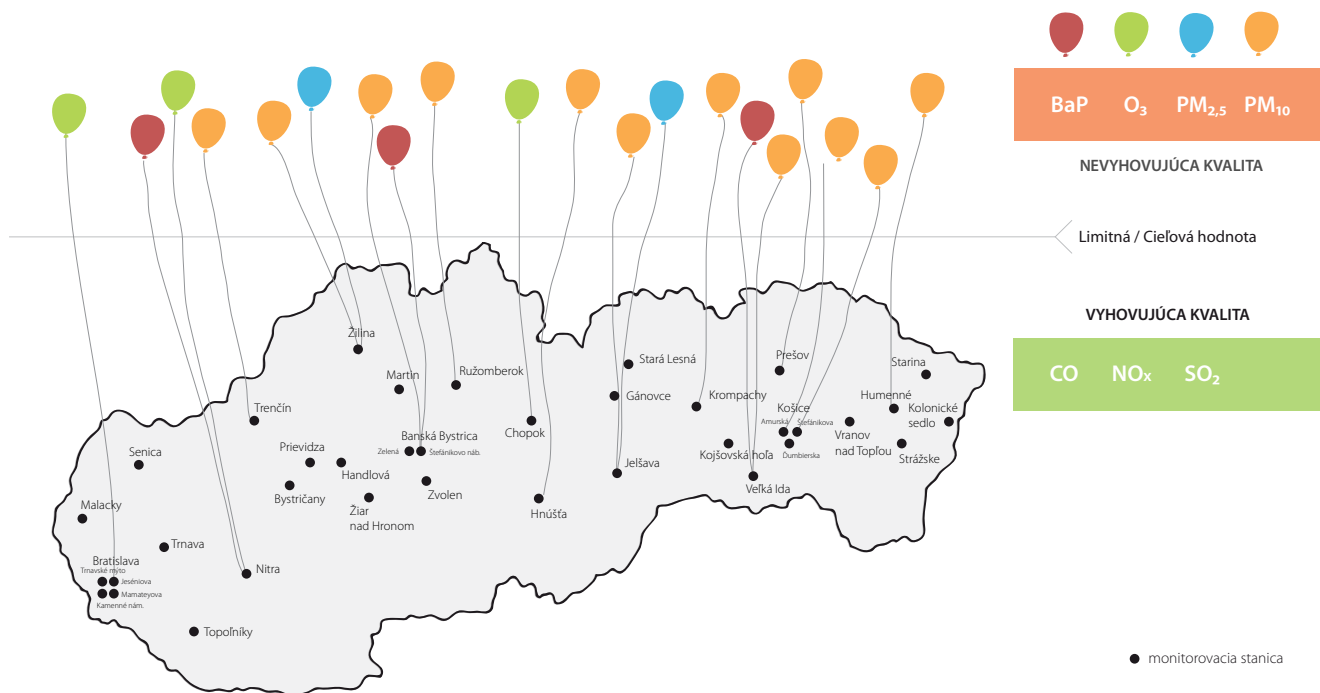 BaP O₃ PM₂,₅ PM₁₀
NEVYHOVUJÚCA KVALITA
Limitná / Cieľová hodnota
VYHOVUJÚCA KVALITA
CO NOx SO₂
Žilina
Martin
Ružomberok
Stará Lesná
Gánovce
Prešov
Starina
Trenčín
Krompachy
Humenné
Košice
Kolonické
sedlo
Amurská
Štefánikova
Ďumbierska
Chopok
Banská Bystrica
Zelená
Štefánikovo náb.
Prievidza
Senica
Handlová
Bystričany
Žiar
nad Hronom
Zvolen
Hnúšťa
Jelšava
Kojšovská hoľa
Veľká Ida
Vranov
nad Topľou
Strážske
Malacky
Trnava
Bratislava
Trnavské mýto
Jeséniova
Mamateyova
Kamenné nám.
Nitra
Topoľníky
monitorovacia stanica